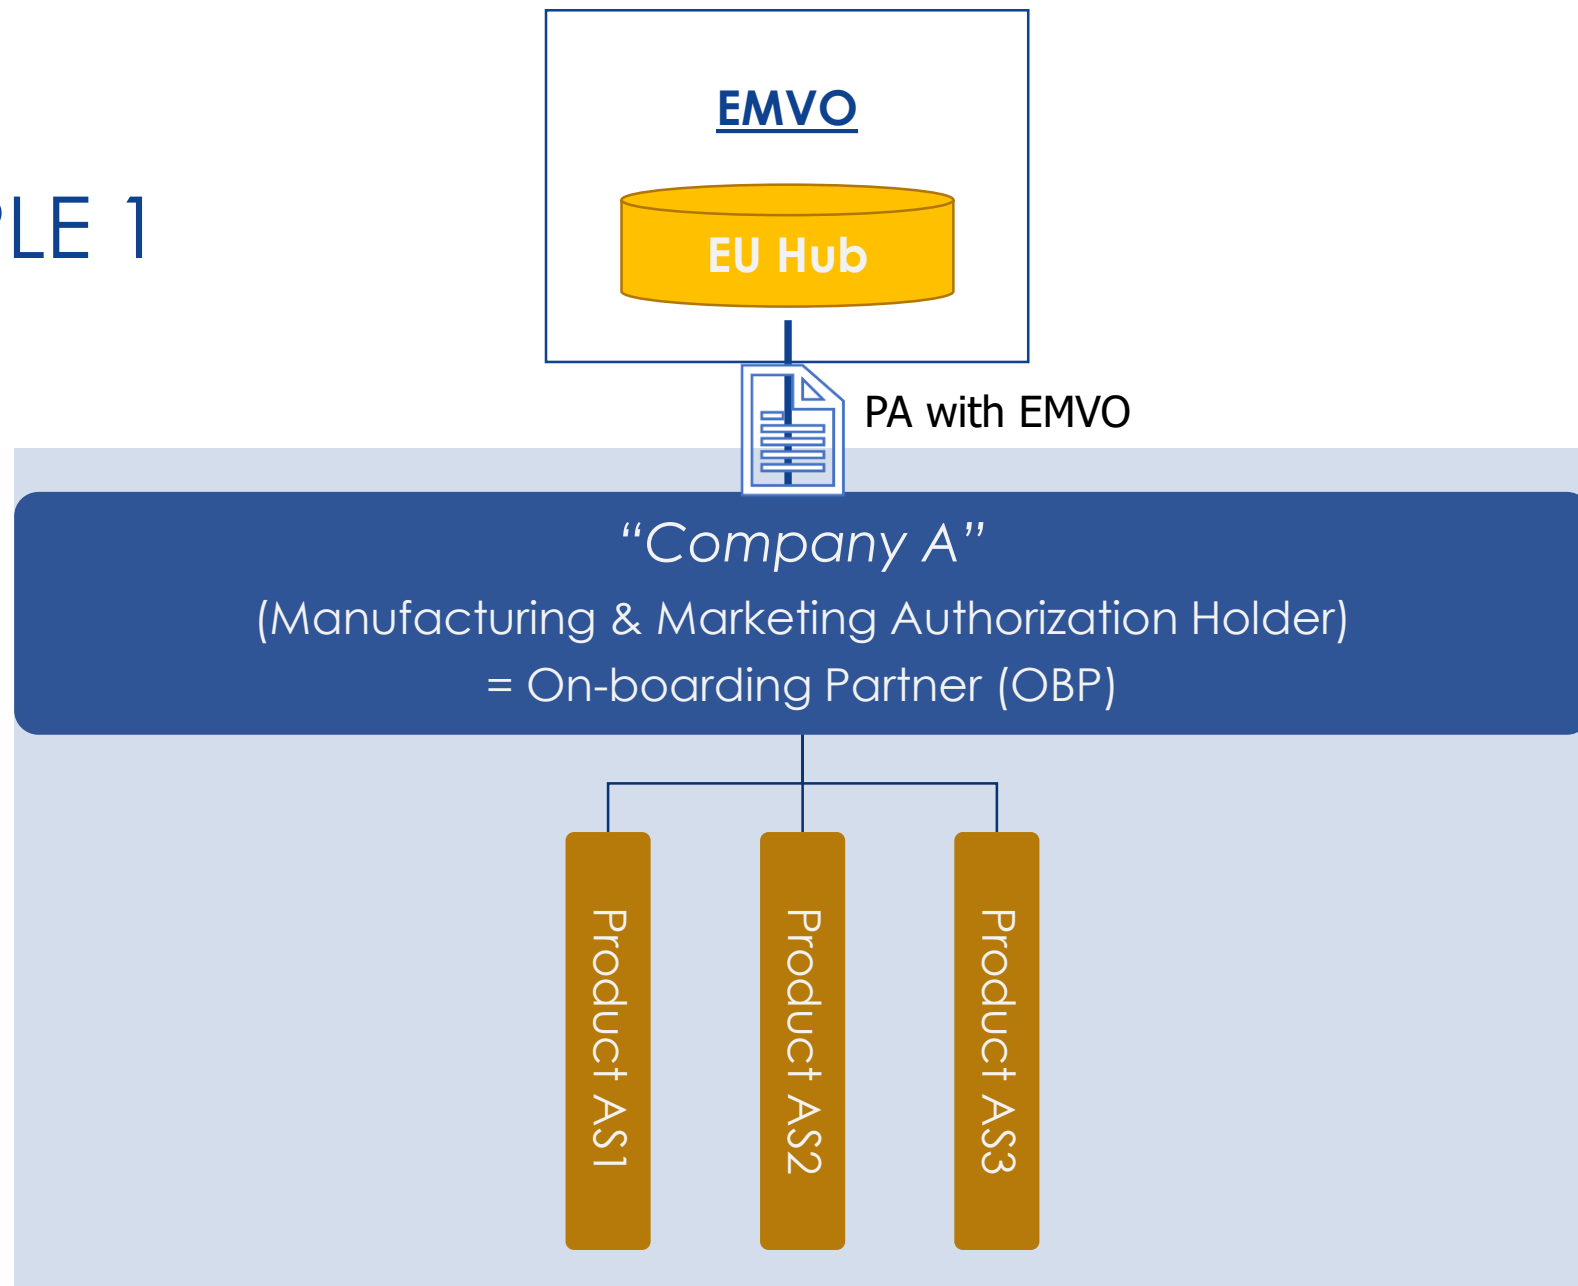 EMVO
PLE 1
EU Hub
PA with EMVO
“Company A”
(Manufacturing & Marketing Authorization Holder)
= On-boarding Partner (OBP)
Product AS1
Product AS2
Product AS3